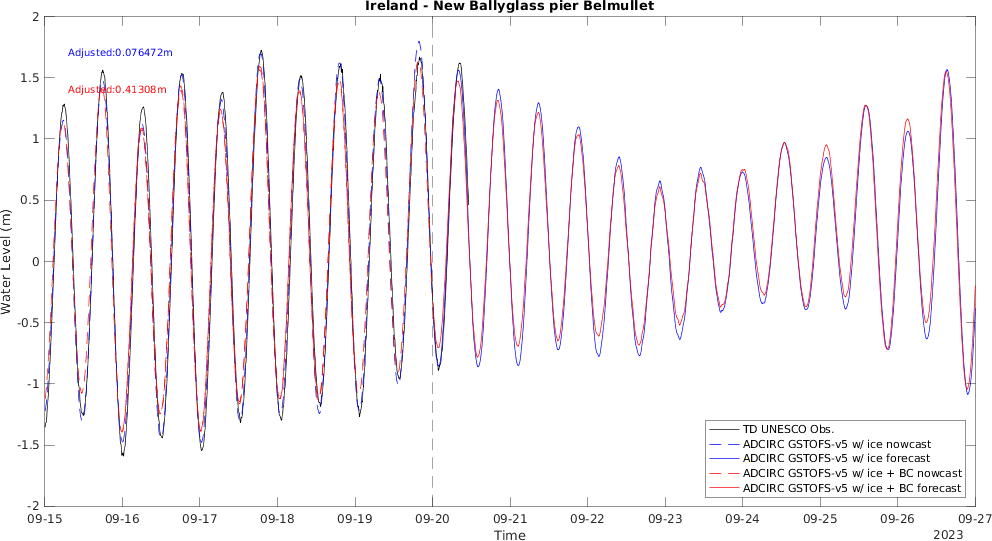 Ireland - New Ballyglass pier Belmullet
Adjusted:0.076472m
Adjusted:0.41308m
Water Level (m)
2
1.5
1
0.5
0
-0.5
-1
-1.5
-2
TD UNESCO Obs.
ADCIRC GSTOFS-v5 w/ ice nowcast
ADCIRC GSTOFS-v5 w/ ice forecast
ADCIRC GSTOFS-v5 w/ ice + BC nowcast
ADCIRC GSTOFS-v5 w/ ice + BC forecast
09-15 09-16 09-17 09-18 09-19 09-20 09-21 09-22 09-23 09-24 09-25 09-26 09-27
Time
2023